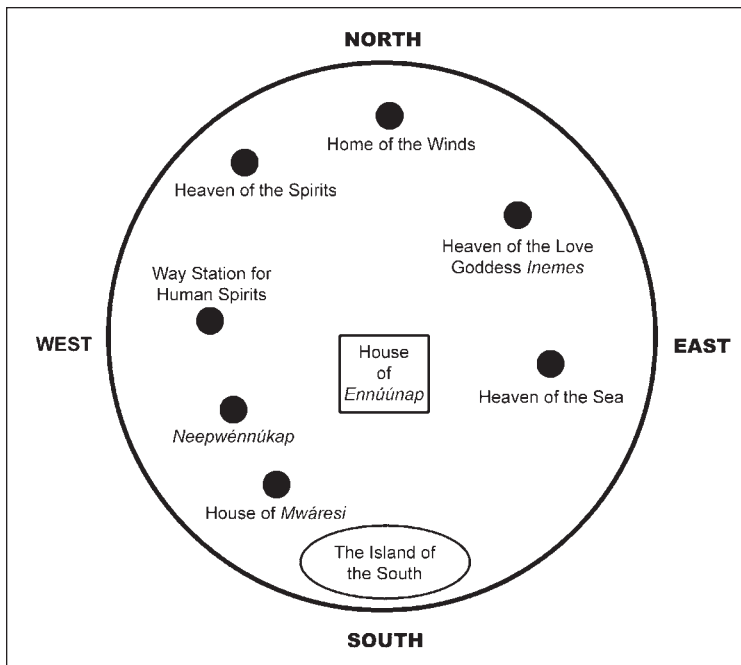 NORTH
Home of the Winds
Heaven of the Spirits
Heaven of the Love
Goddess Inemes
Way Station for
Human Spirits
WEST
EAST
House
of
Ennúúnap
Heaven of the Sea
Neepwénnúkap
House of Mwáresi
The Island of
the South
SOUTH